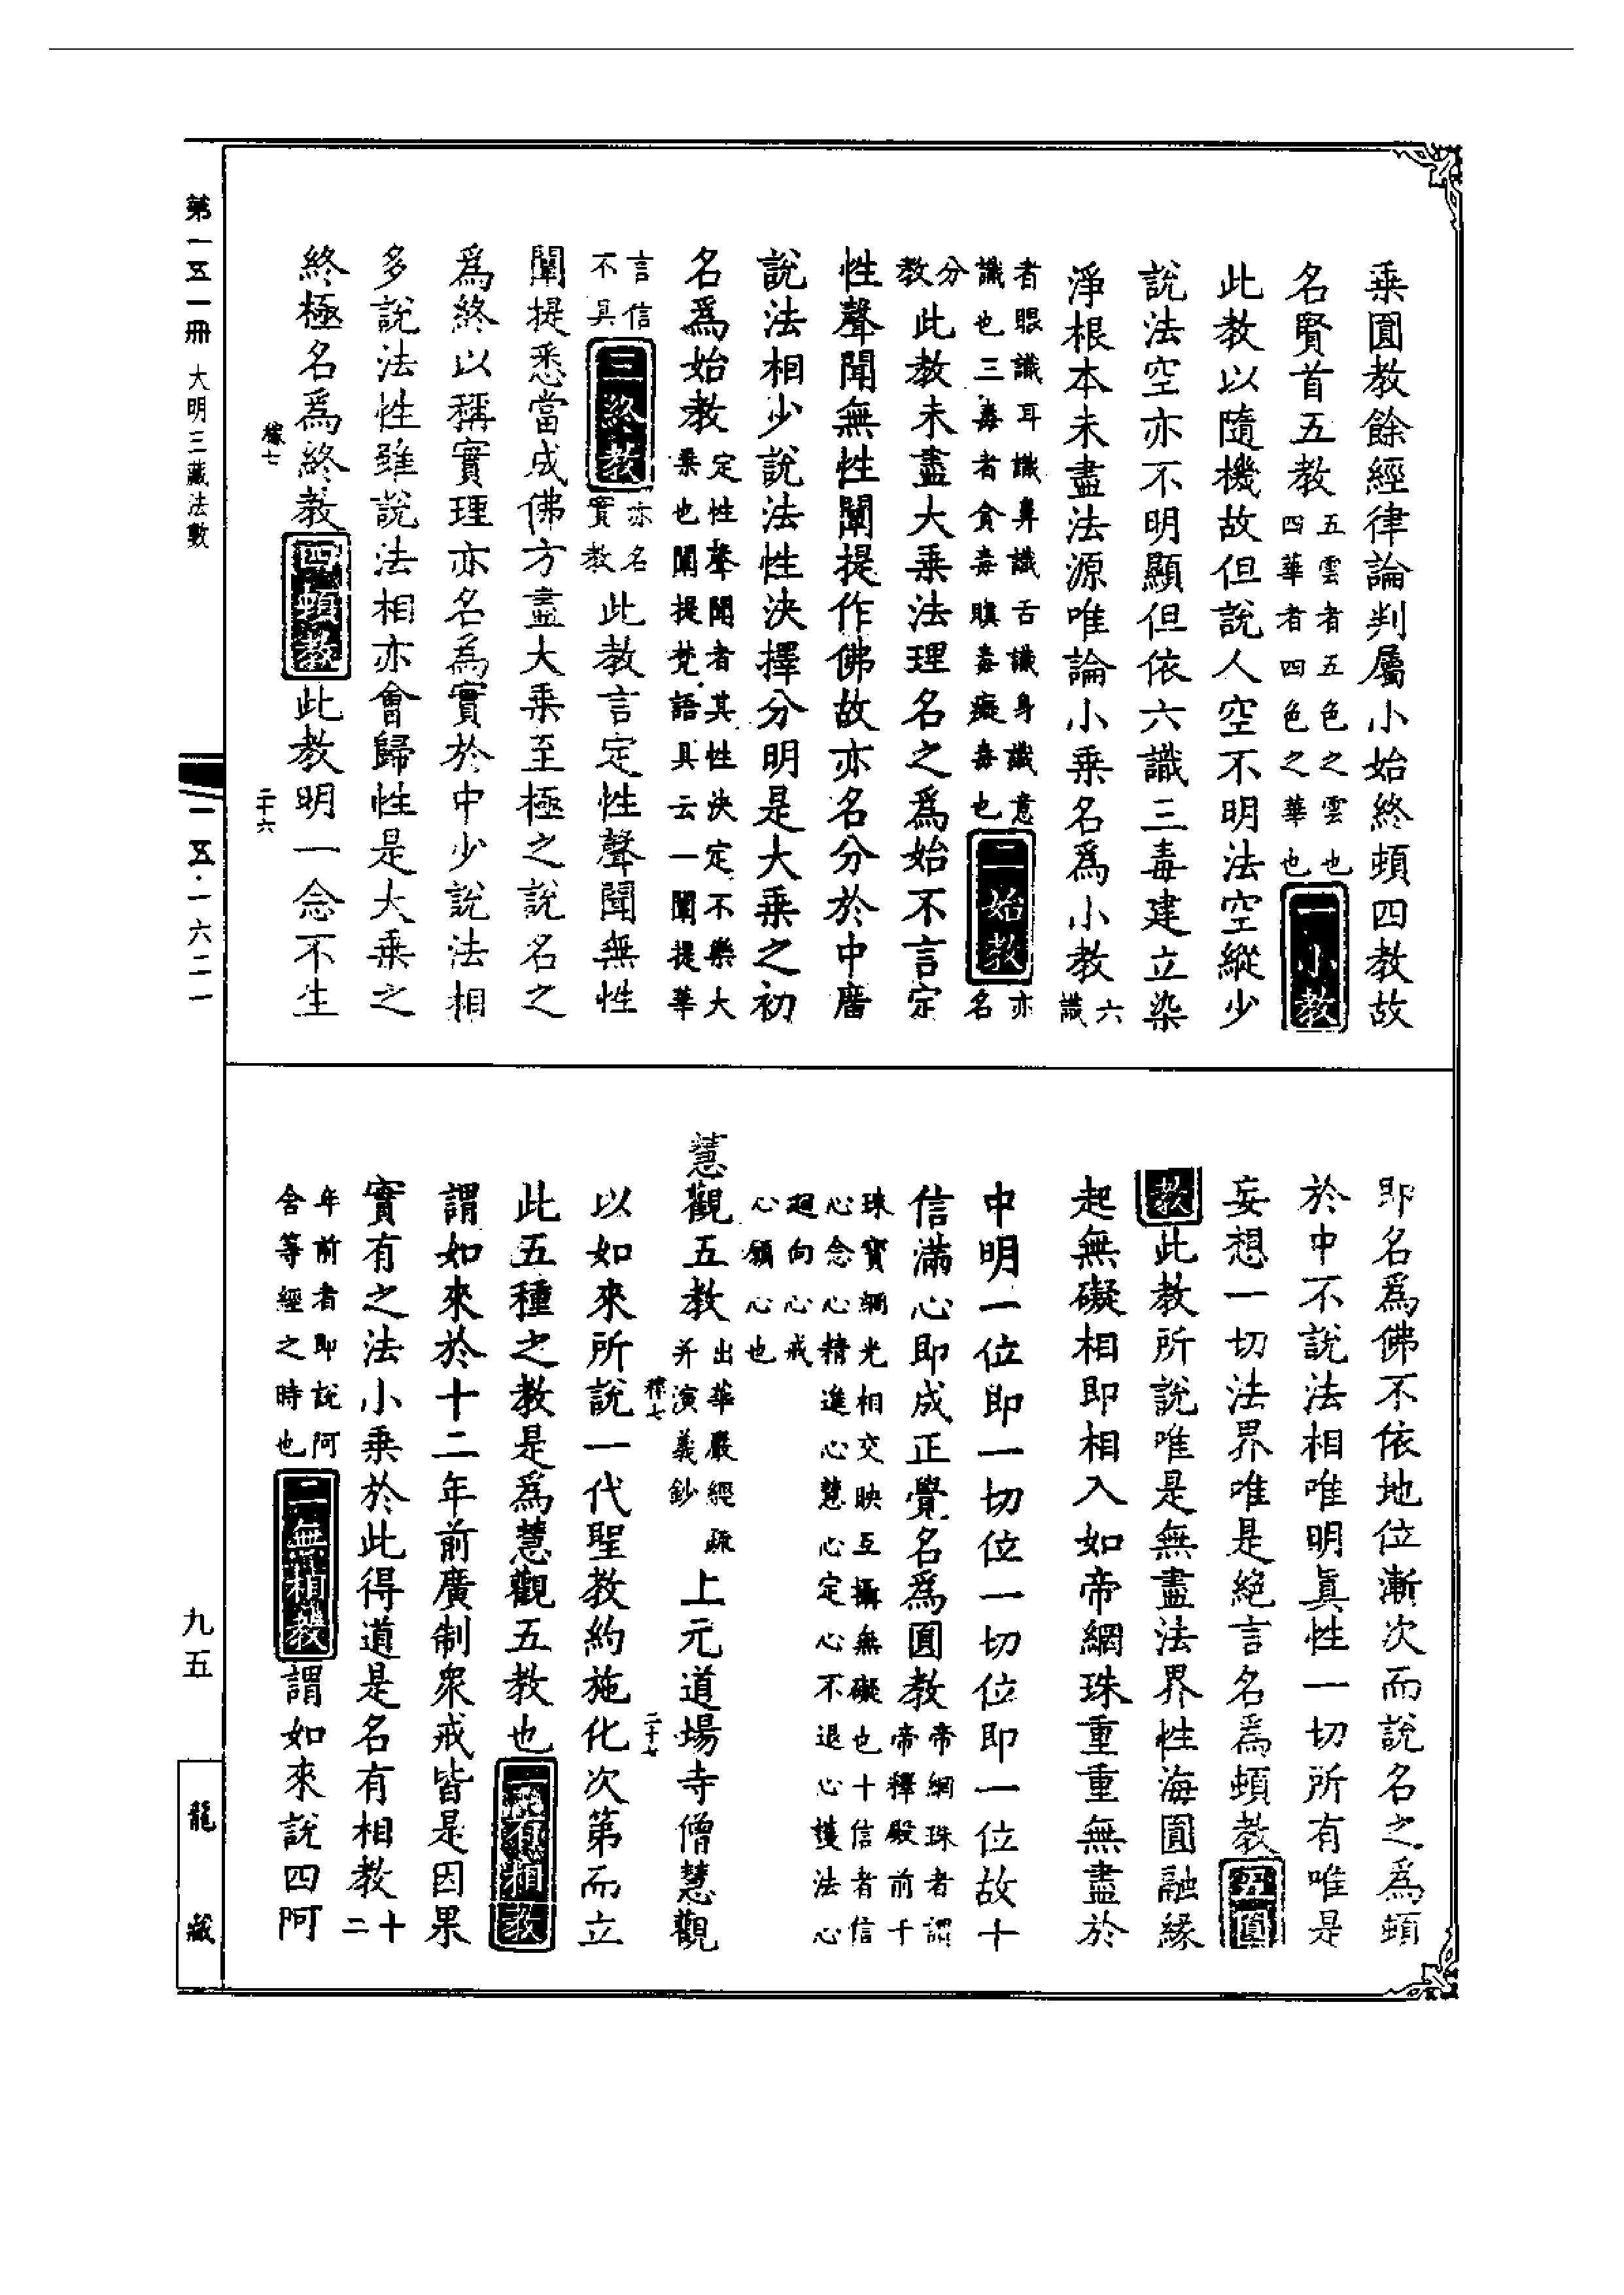 乗圓教餘經律論判屬小始終頓四教故
名賢首五教五雲者五色之雲也四華者四色之華也一小教
此教以隨機故但說人空不明法空縱少
說法空亦不明顯但依六識三毒建立染
淨根本未盡法源唯論小乗名爲小教六識
者眼識耳識鼻識舌識身識意識也三毒者貪毒瞋毒癡毒也二始教亦名
分教此教未盡大乗法理名之爲始不言定
性聲聞無性闡提作佛故亦名分於中廣
說法相少說法性決擇分明是大乗之初
名爲始教定性聲聞者其性決定不樂大乗也闡提梵語具云一闡提華
言信不具三終教亦名實教此教言定性聲聞無性
闡提悉當成佛方盡大乗至極之說名之
爲終以稱實理亦名爲實於中少說法相
多說法性雖說法相亦會歸性是大乗之
終極名爲終教四頓教此教明一念不生
即名爲佛不依地位漸次而說名之爲頓
於中不說法相唯明眞性一切所有唯是
妄想一切法界唯是絕言名爲頓教五圓
教此教所說唯是無盡法界性海圓融緣
起無礙相即相入如帝網珠重重無盡於
中明一位即一切位一切位即一位故十
信滿心即成正覺名爲圓教帝網珠者謂帝釋殿前千
珠寶網光相交映互攝無礙也十信者信心念心精進心慧心定心不退心護法心
迴向心戒心願心也
慧觀五教出華嚴經疏并演義鈔上元道場寺僧慧觀
以如來所說一代聖教約施化次第而立
此五種之教是爲慧觀五教也一有相教
謂如來於十二年前廣制衆戒皆是因果
實有之法小乗於此得道是名有相教十二
年前者即說阿含等經之時也二無相教謂如來說四阿
第一五一冊 大明三藏法數
一五·一六二一
九五
龍藏
二十六
二十七